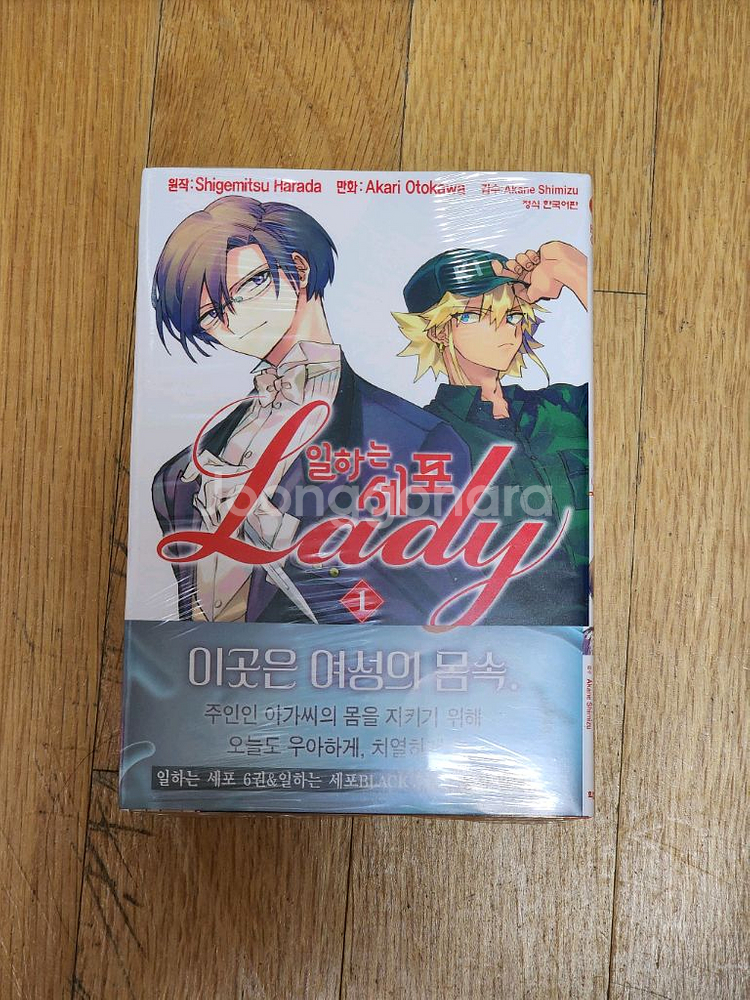 원작:Shigemitsu Harada 만화:Akari Otokawa 감수:Akane Shimizu
정식 한국어판
일하는
세포
Lady
joonggonara
1
이곳은 여성의 몸속.
주인인 아가씨의 몸을 지키기 위해
오늘도 우아하게, 치열하
일하는 세포 6권&일하는 세포BLACK
Akane Shimizu